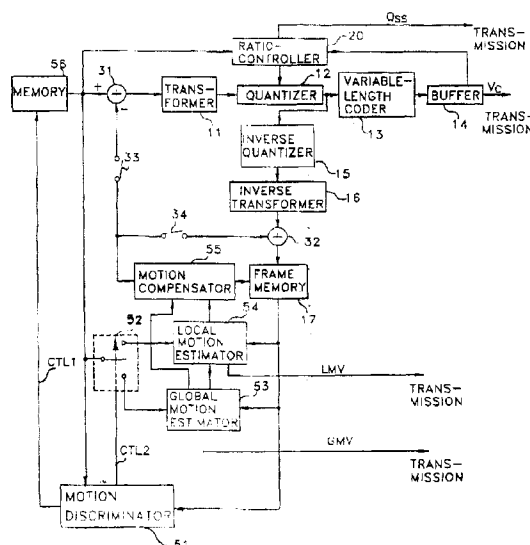 QSS
TRANS-
MISSION
RATIO-
CONTROLLER
20
56
MEMORY
+
31
-
TRANS-
FORMER
11
12
QUANTIZER
VARIABLE-
LENGTH
CODER
13
BUFFER
14
VC
TRANS-
MISSION
INVERSE
QUANTIZER
15
INVERSE
TRANSFORMER
16
33
34
+
32
55
MOTION
COMPENSATOR
FRAME
MEMORY
17
54
52
LOCAL
MOTION
ESTIMATOR
LMV
TRANS-
MISSION
CTL1
GLOBAL
MOTION
ESTIMATOR
53
GMV
TRANS-
MISSION
CTL2
MOTION
DISCRIMINATOR
51